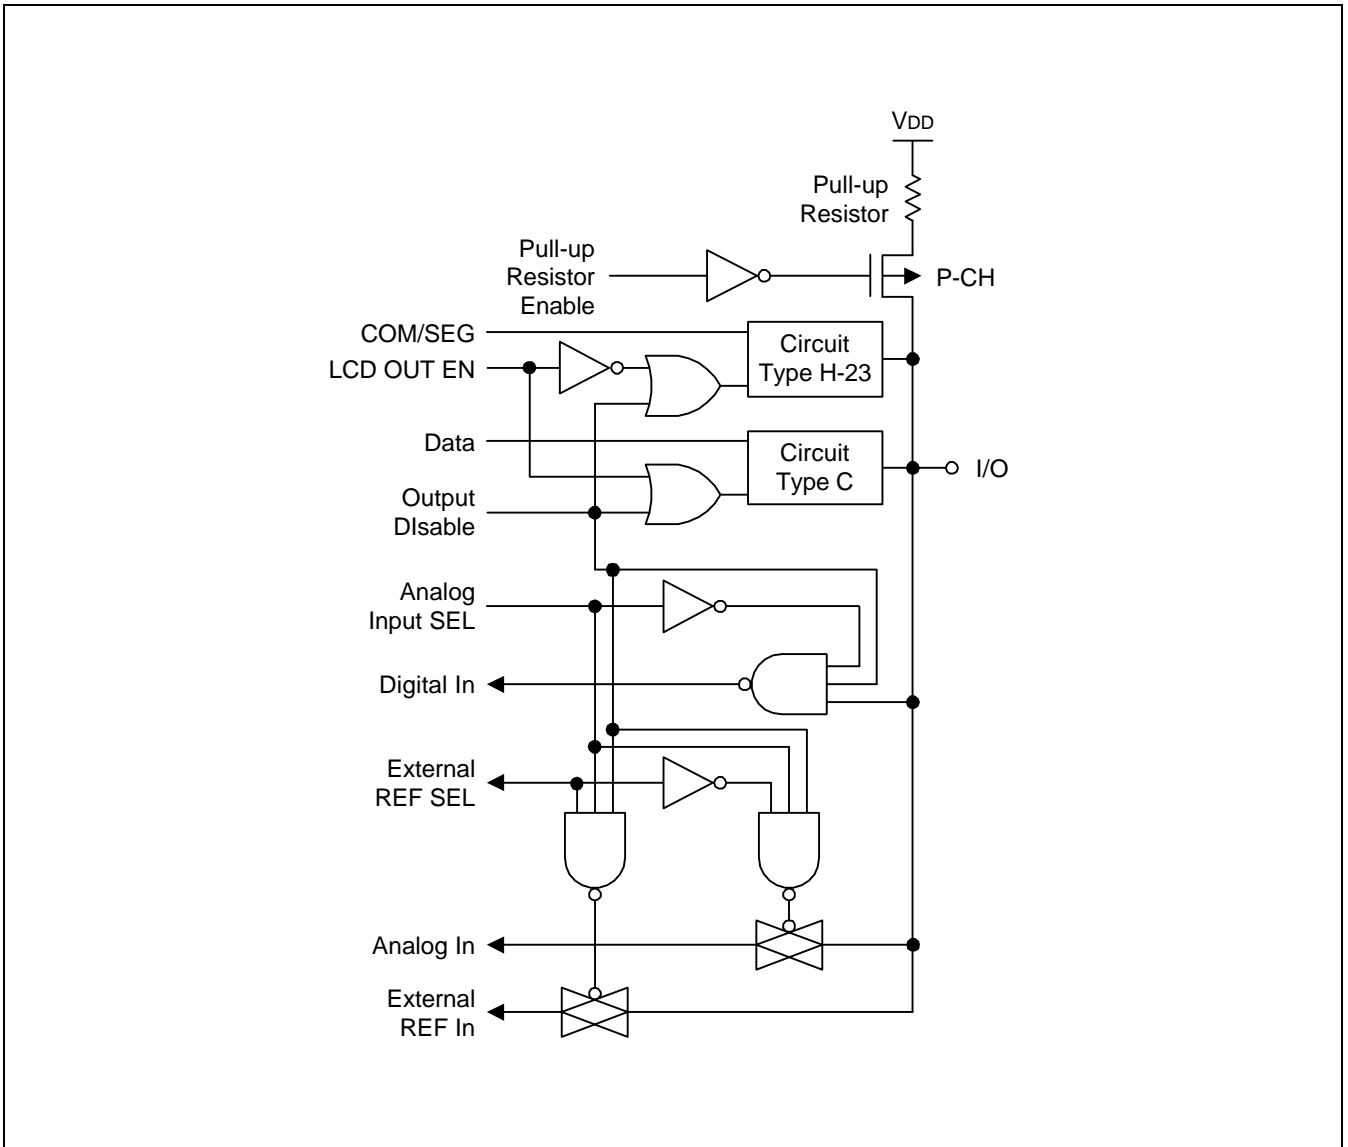 VDD
Pull-up
Resistor
Pull-up
Resistor
Enable
P-CH
COM/SEG
LCD OUT EN
Circuit
Type H-23
Data
Circuit
Type C
I/O
Output
DIsable
Analog
Input SEL
Digital In
External
REF SEL
Analog In
External
REF In